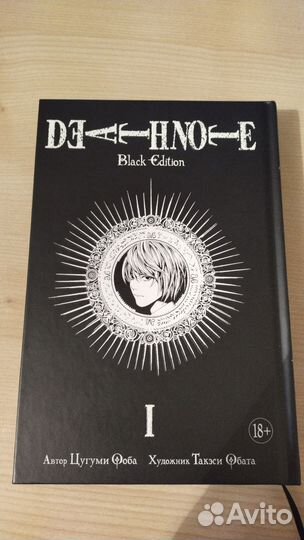 DEATH NOTE
Black Edition
I
18+
Автор Цугуми Ооба Художник Такэси Обата
Avito